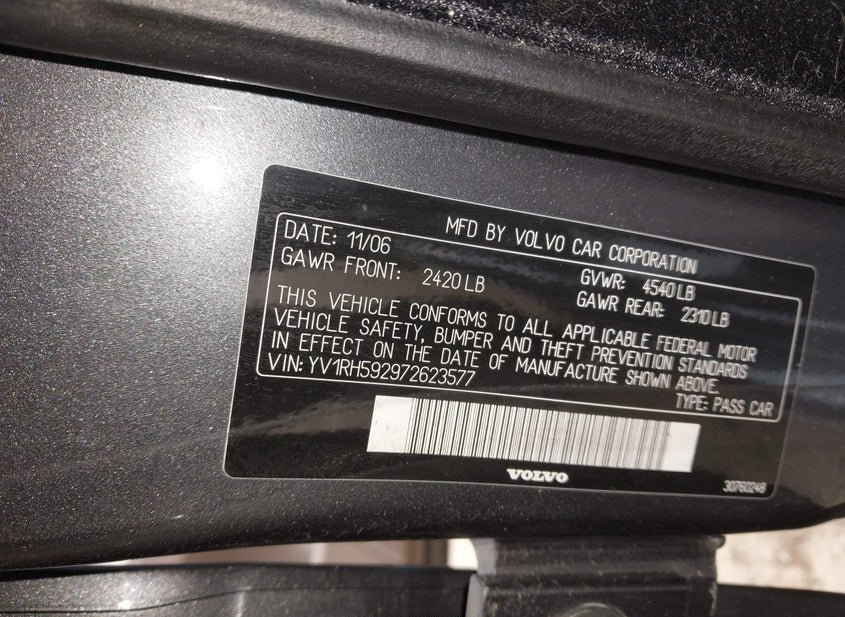 MFD BY VOLVO CAR CORPORATION
DATE: 11/06 GVWR: 4540 LB
GAWR FRONT: 2420 LB GAWR REAR: 2310 LB
THIS VEHICLE CONFORMS TO ALL APPLICABLE FEDERAL MOTOR
VEHICLE SAFETY, BUMPER AND THEFT PREVENTION STANDARDS
IN EFFECT ON THE DATE OF MANUFACTURE SHOWN ABOVE.
VIN: YV1RH592972623577 TYPE: PASS CAR
VOLVO
30760248